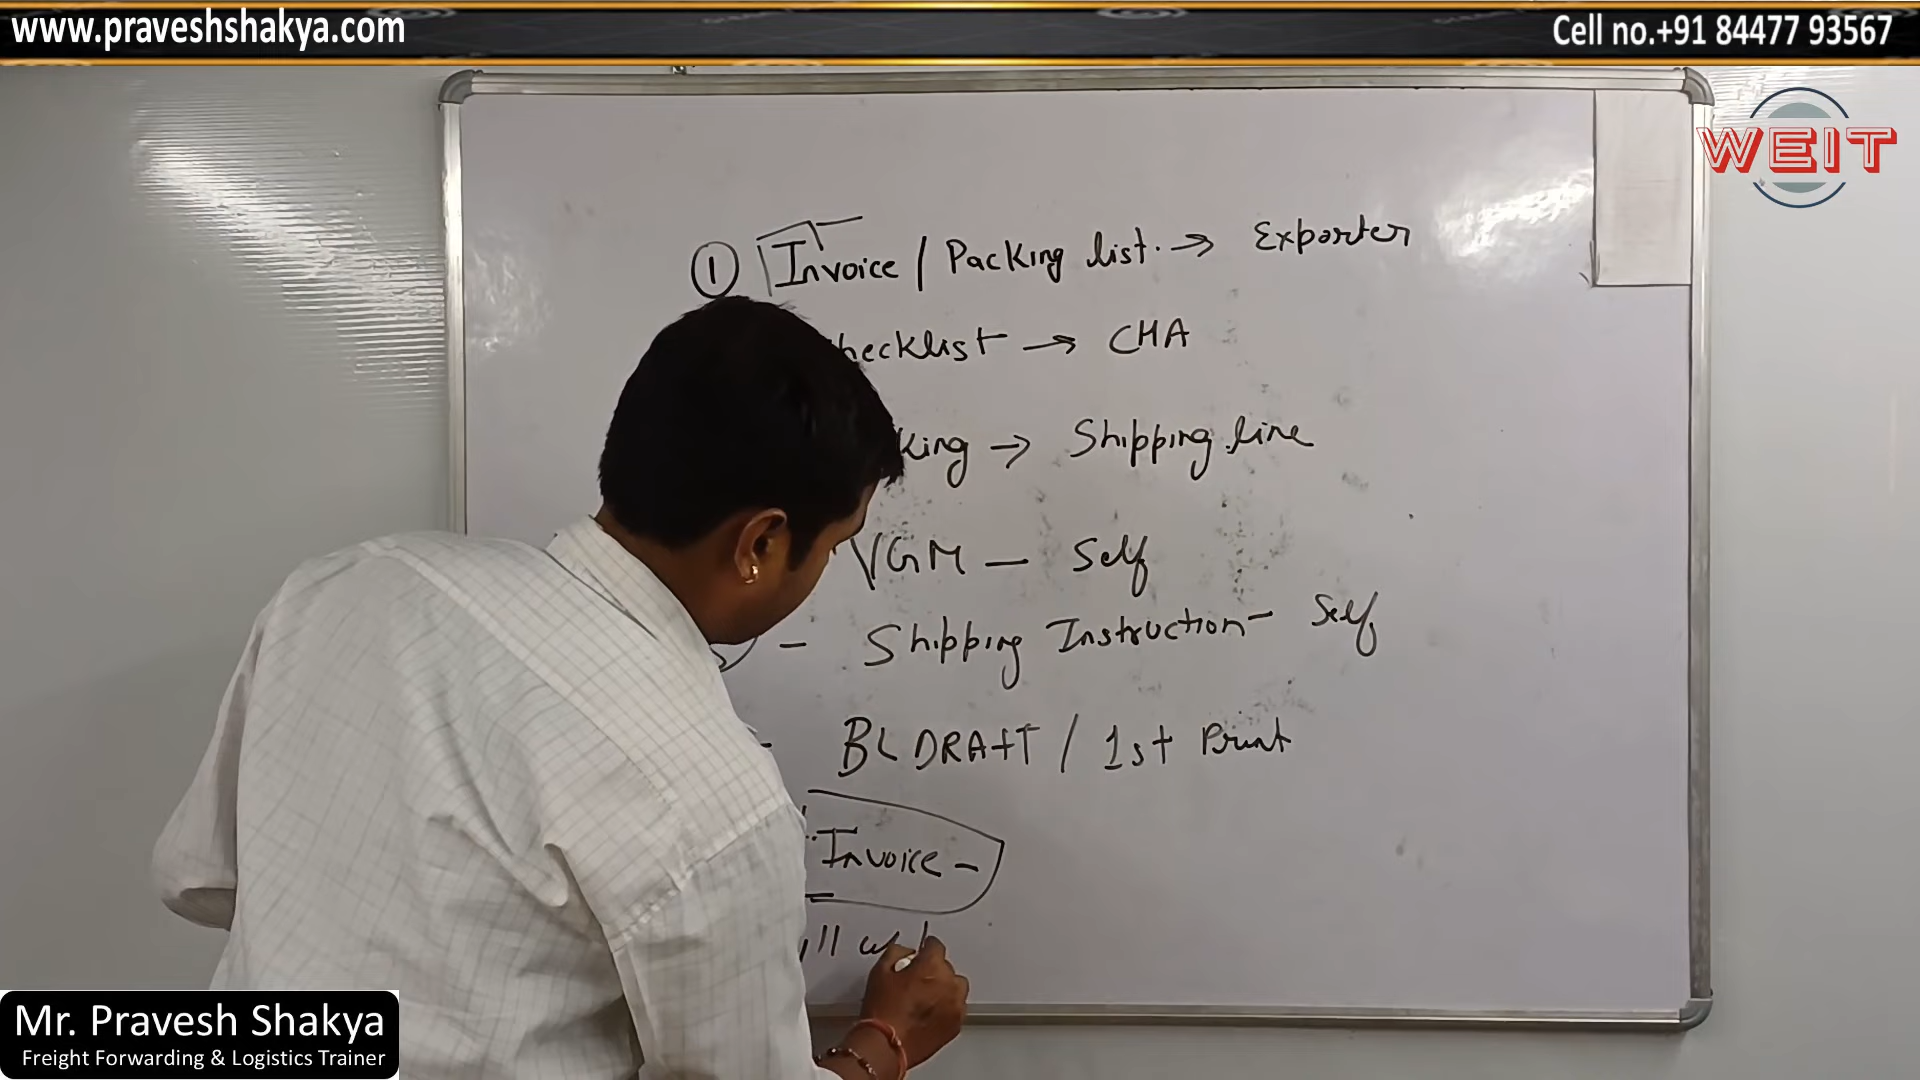 www.praveshshakya.com
Cell no.+91 84477 93567
WEIT
① Invoice / Packing list. → Exporter
hecklist → CHA
king → Shipping line
VGM — Self
- Shipping Instruction - Self
- BL DRAFT / 1st Print
Invoice -
Mr. Pravesh Shakya
Freight Forwarding & Logistics Trainer